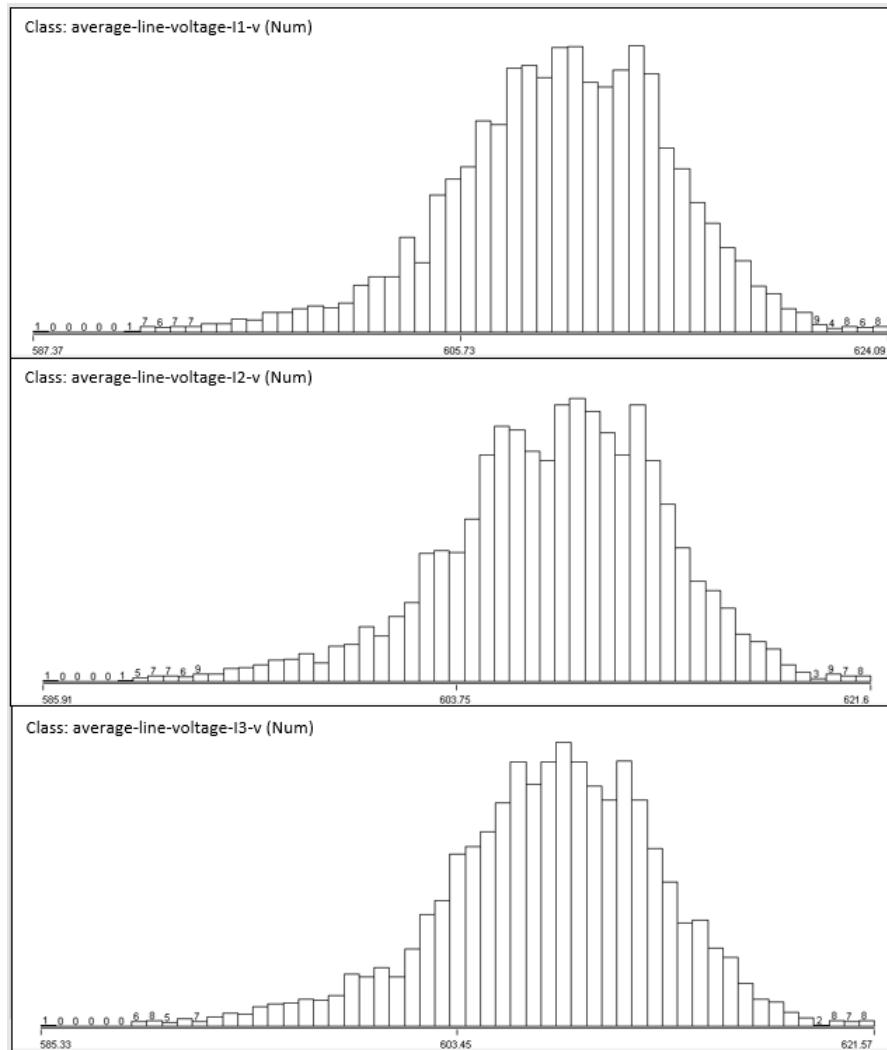 Class: average-line-voltage-I1-v (Num)
1 0 0 0 0 0 1 7 6 7 7 9 4 8 6 8
587.37 605.73 624.09
Class: average-line-voltage-I2-v (Num)
1 0 0 0 0 1 5 7 7 6 9 3 9 7 8
585.91 603.75 621.6
Class: average-line-voltage-I3-v (Num)
1 0 0 0 0 0 6 8 5 7 2 8 7 8
585.33 603.45 621.57